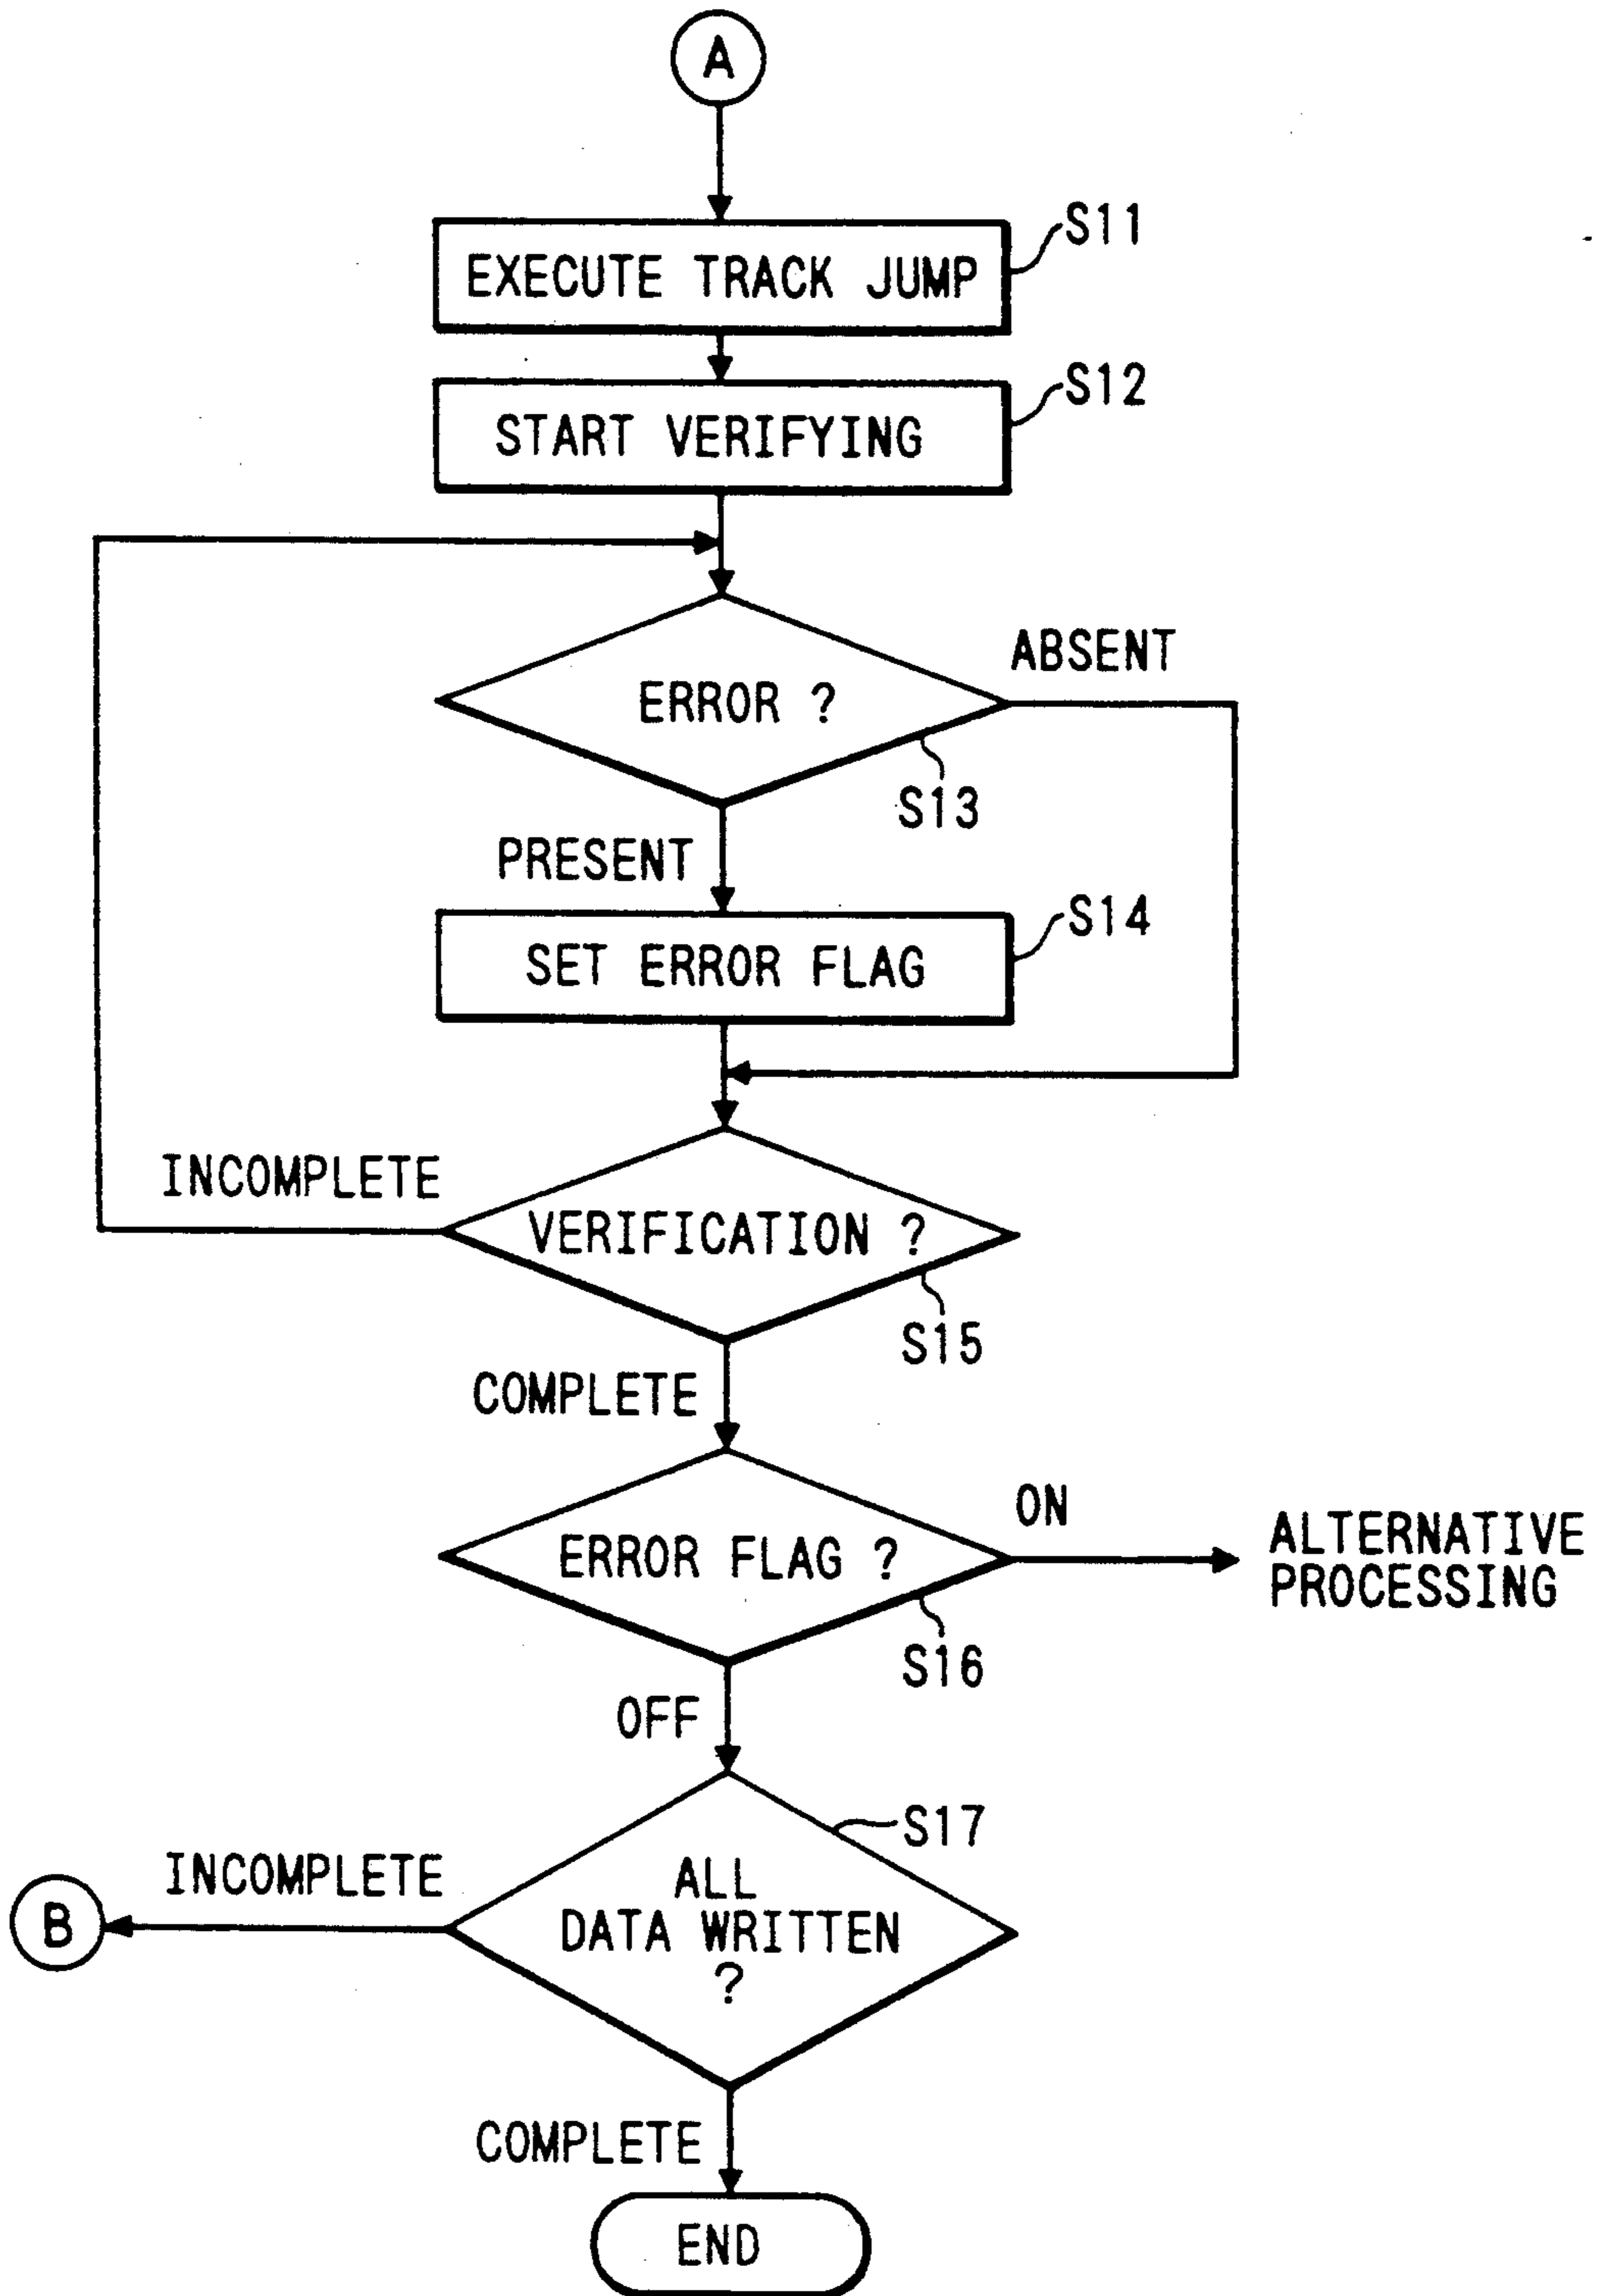 A
S11
EXECUTE TRACK JUMP
S12
START VERIFYING
ABSENT
ERROR ?
S13
PRESENT
S14
SET ERROR FLAG
INCOMPLETE
VERIFICATION ?
S15
COMPLETE
ON
ERROR FLAG ?
ALTERNATIVE
PROCESSING
S16
OFF
S17
INCOMPLETE
ALL
DATA WRITTEN
?
B
COMPLETE
END